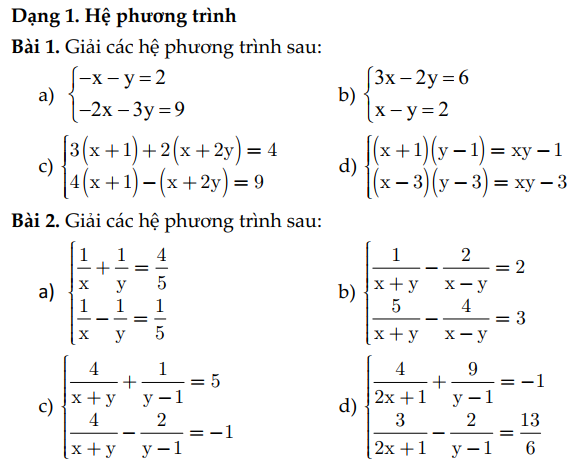 Dạng 1. Hệ phương trình
Bài 1. Giải các hệ phương trình sau:
a) {−x − y = 2
−2x − 3y = 9
b) {3x − 2y = 6
x − y = 2
c) {3(x + 1) + 2(x + 2y) = 4
4(x + 1) − (x + 2y) = 9
d) {(x + 1)(y − 1) = xy − 1
(x − 3)(y − 3) = xy − 3
Bài 2. Giải các hệ phương trình sau:
a) {1/x + 1/y = 4/5
1/x − 1/y = 1/5
b) {1/(x + y) − 2/(x − y) = 2
5/(x + y) − 4/(x − y) = 3
c) {4/(x + y) + 1/(y − 1) = 5
4/(x + y) − 2/(y − 1) = −1
d) {4/(2x + 1) + 9/(y − 1) = −1
3/(2x + 1) − 2/(y − 1) = 13/6